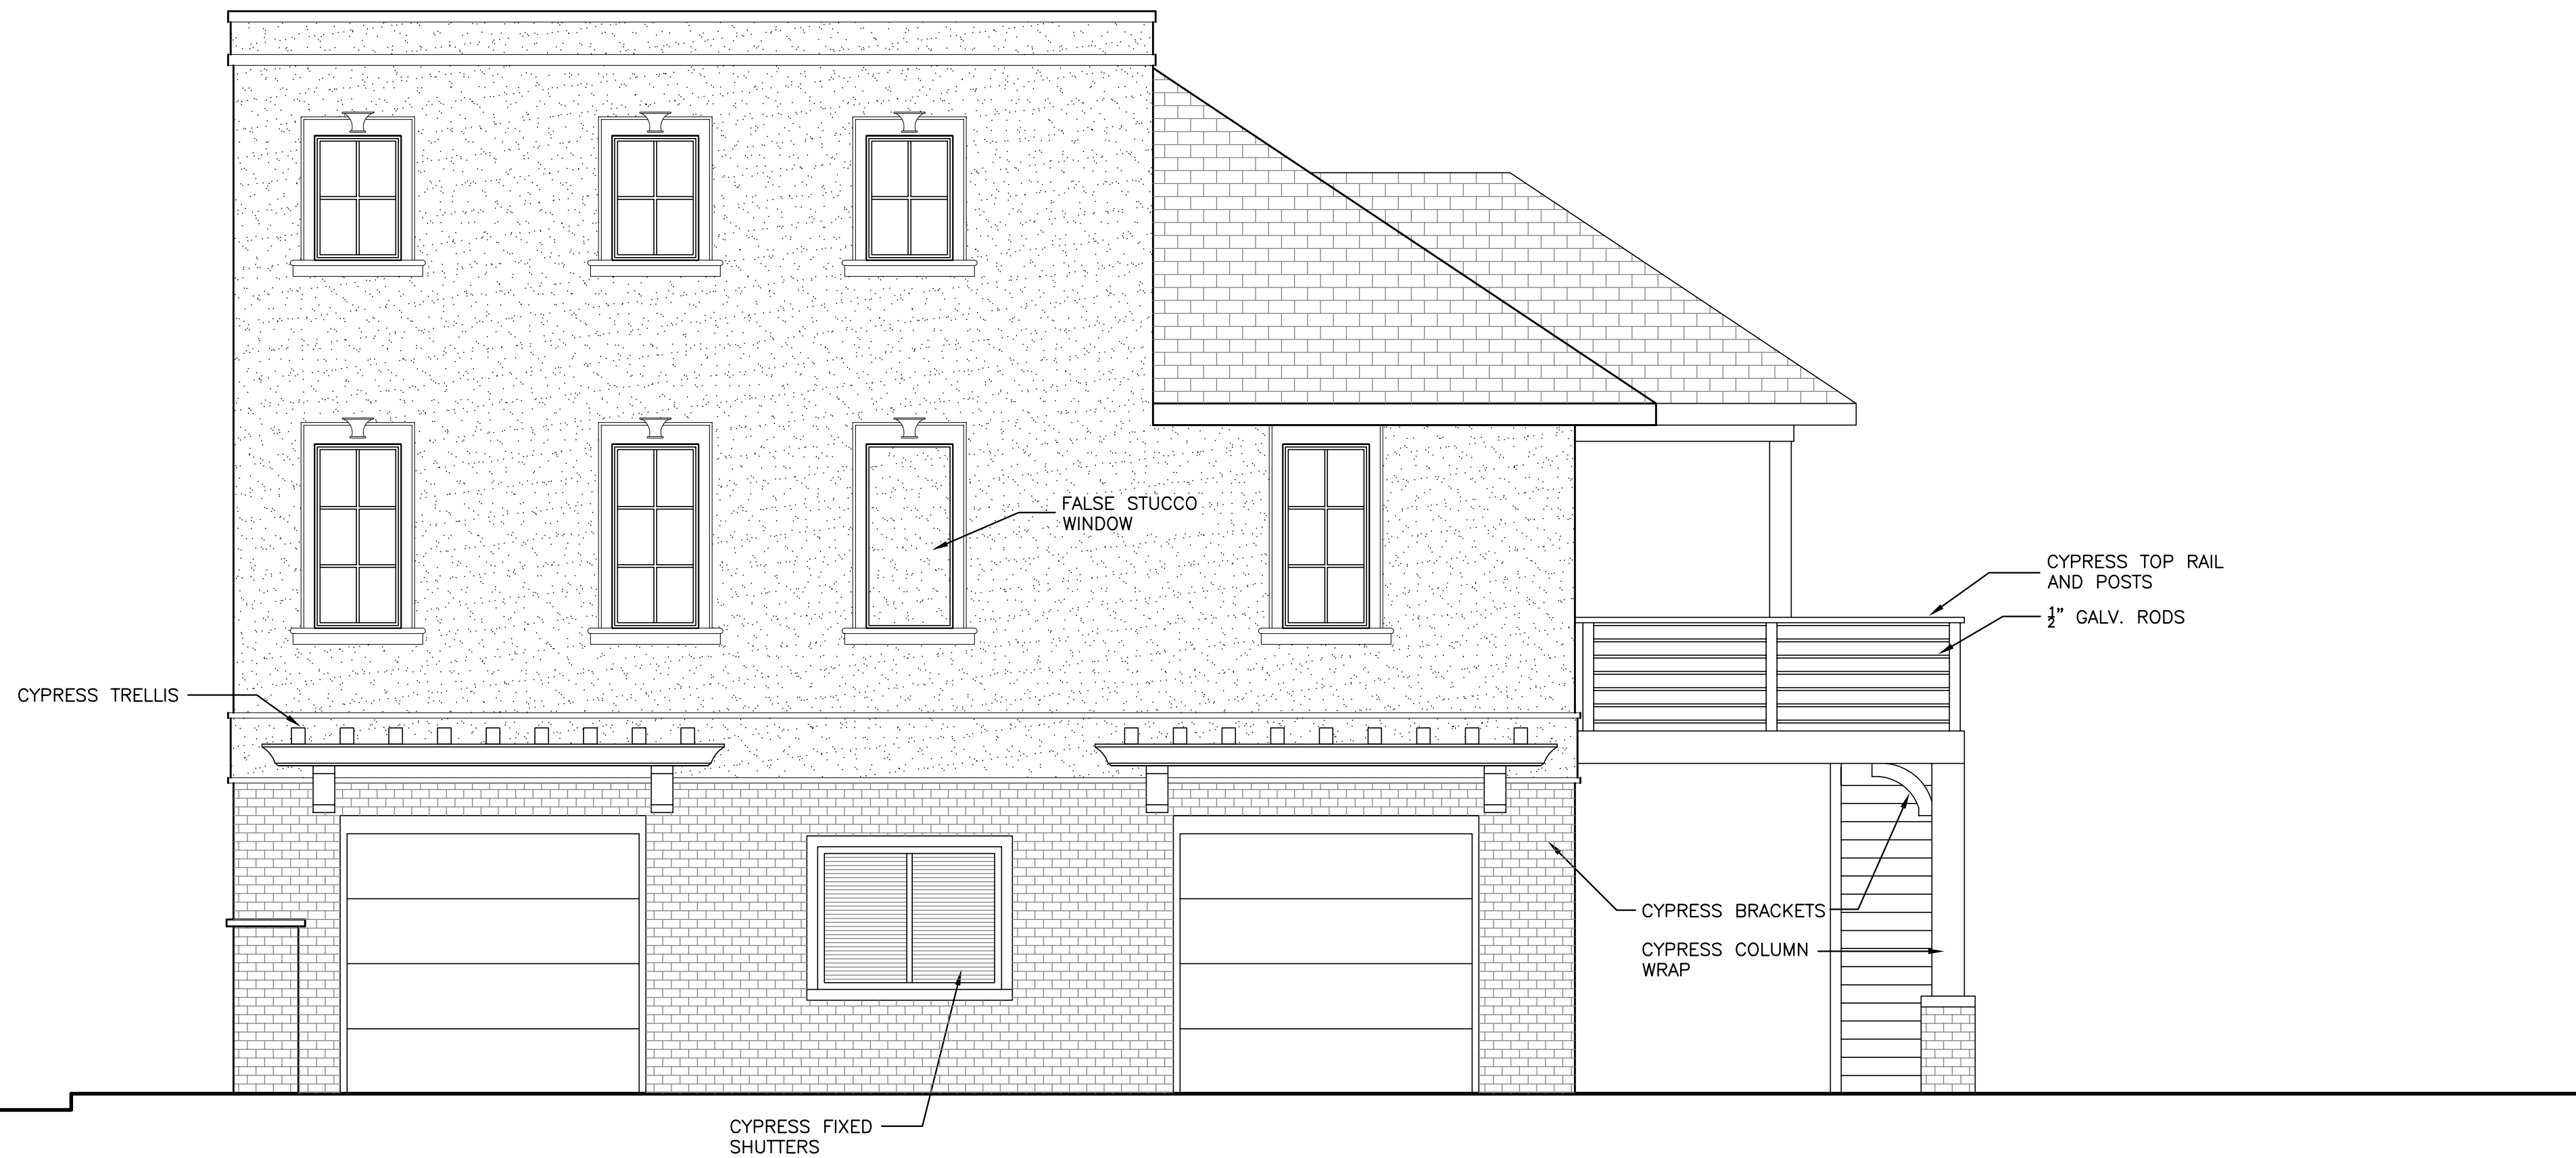 FALSE STUCCO
WINDOW
CYPRESS TOP RAIL
AND POSTS
½" GALV. RODS
CYPRESS TRELLIS
CYPRESS BRACKETS
CYPRESS COLUMN
WRAP
CYPRESS FIXED
SHUTTERS